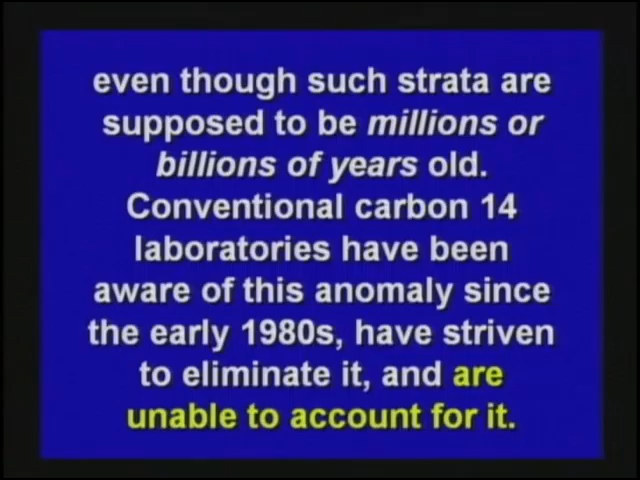 even though such strata are
supposed to be millions or
billions of years old.
Conventional carbon 14
laboratories have been
aware of this anomaly since
the early 1980s, have striven
to eliminate it, and are
unable to account for it.